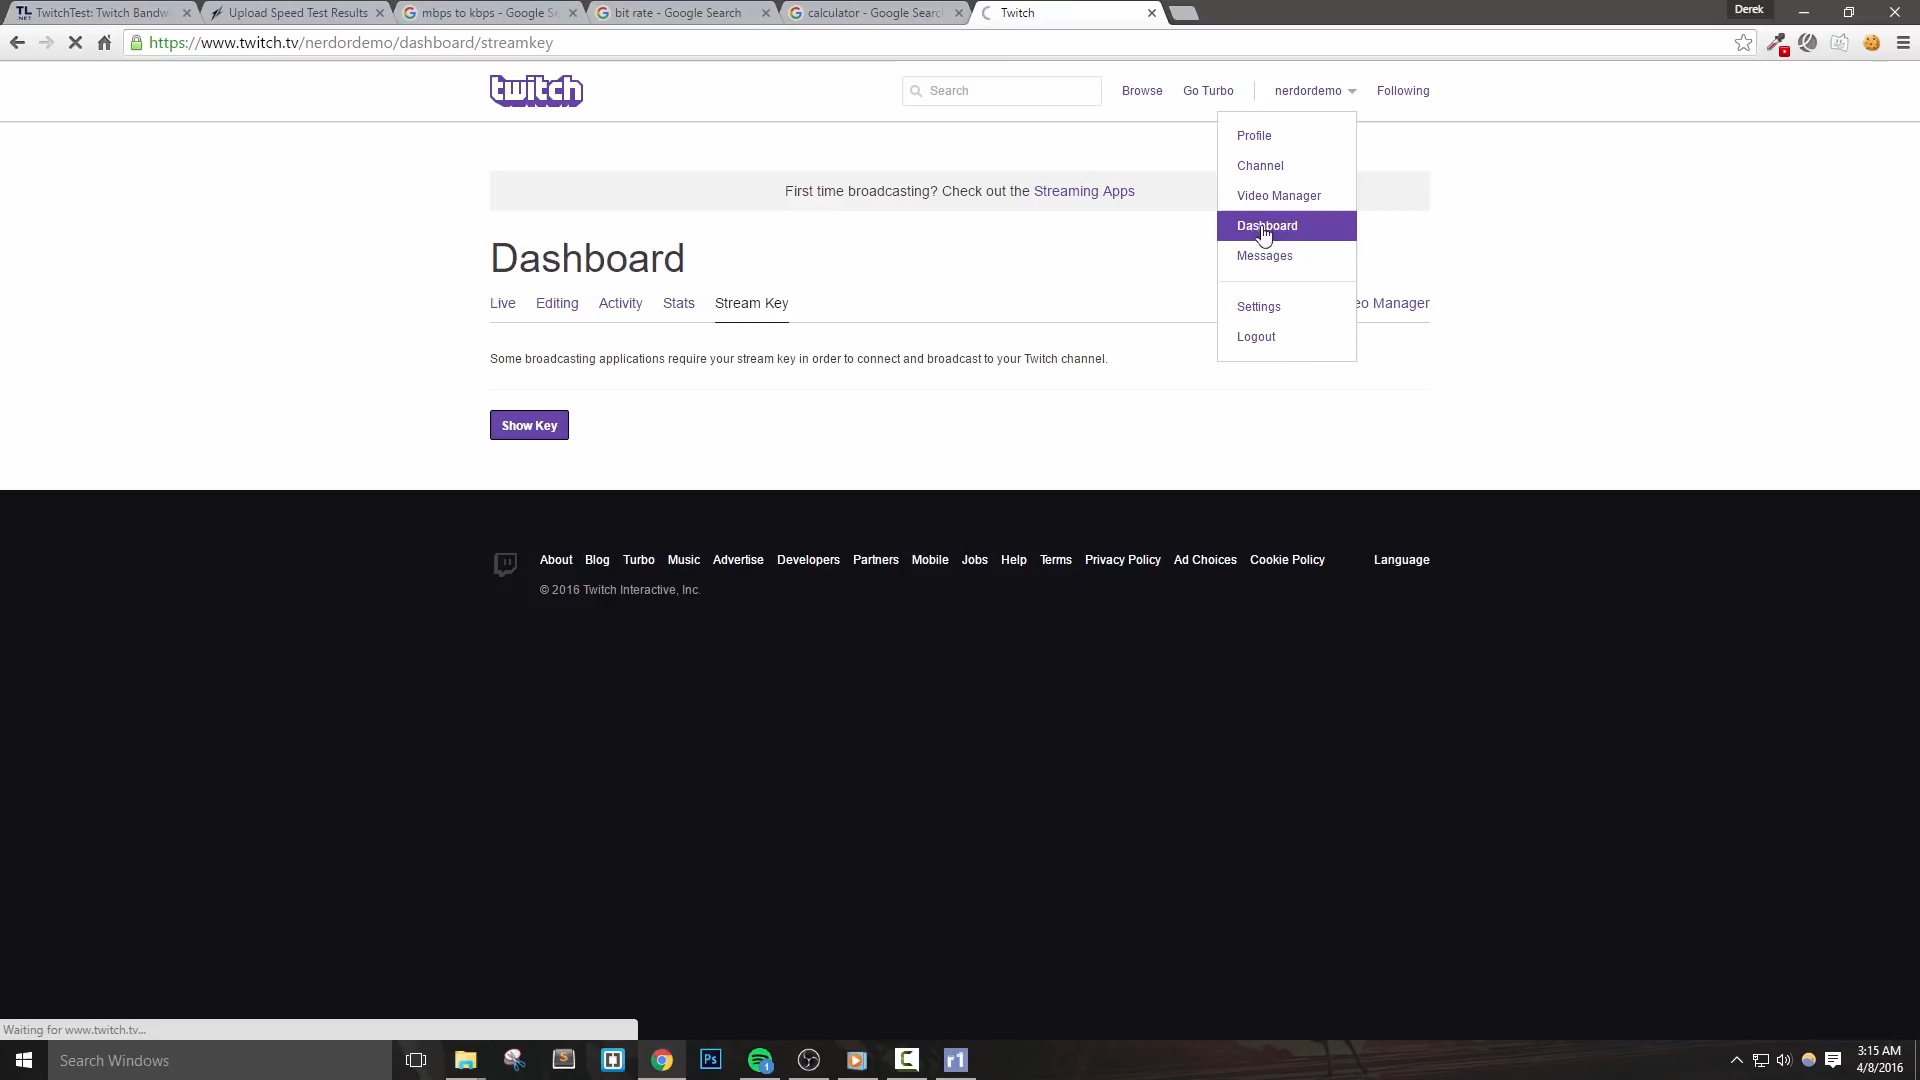 TL .NET TwitchTest: Twitch Bandw
Upload Speed Test Results
mbps to kbps - Google Se
bit rate - Google Search
calculator - Google Searc
Twitch
Derek
https://www.twitch.tv/nerdordemo/dashboard/streamkey
twitch
Search
Browse
Go Turbo
nerdordemo
Following
Profile
Channel
Video Manager
Dashboard
Messages
Settings
Logout
First time broadcasting? Check out the Streaming Apps
Dashboard
Live
Editing
Activity
Stats
Stream Key
eo Manager
Some broadcasting applications require your stream key in order to connect and broadcast to your Twitch channel.
Show Key
About Blog Turbo Music Advertise Developers Partners Mobile Jobs Help Terms Privacy Policy Ad Choices Cookie Policy
Language
© 2016 Twitch Interactive, Inc.
Waiting for www.twitch.tv...
Search Windows
S
Ps
1
C
r1
3:15 AM
4/8/2016